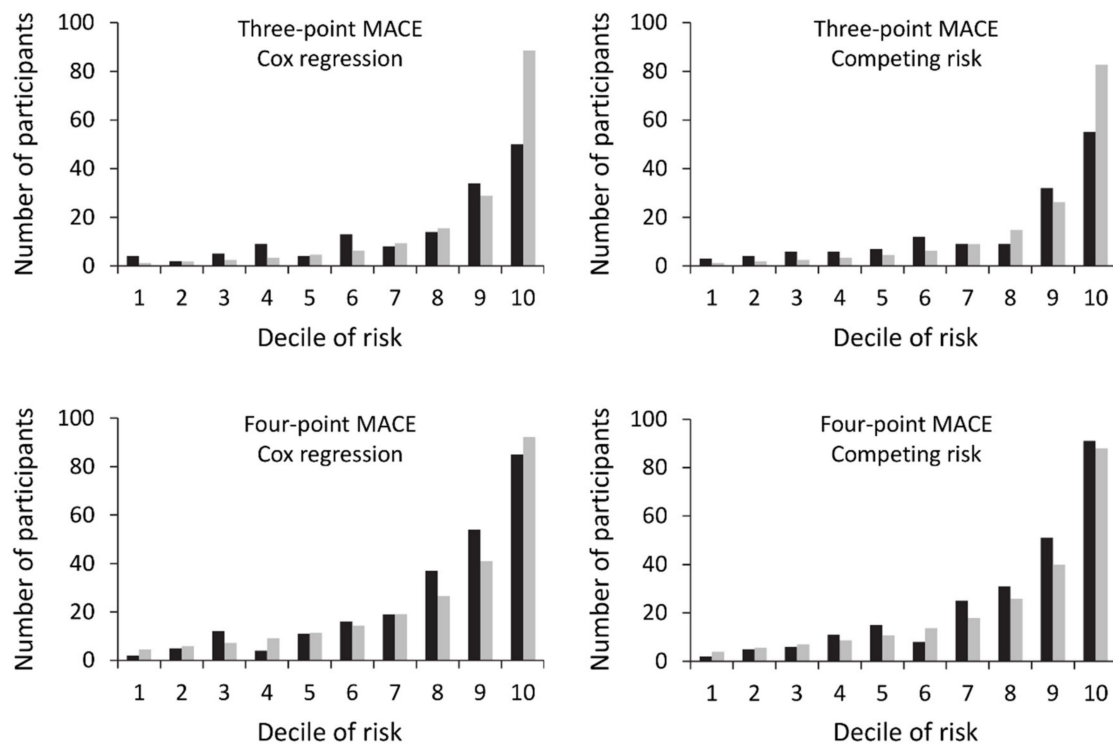 Three-point MACE
Cox regression
Number of participants
100
80
60
40
20
0
1 2 3 4 5 6 7 8 9 10
Decile of risk
Three-point MACE
Competing risk
Number of participants
100
80
60
40
20
0
1 2 3 4 5 6 7 8 9 10
Decile of risk
Four-point MACE
Cox regression
Number of participants
100
80
60
40
20
0
1 2 3 4 5 6 7 8 9 10
Decile of risk
Four-point MACE
Competing risk
Number of participants
100
80
60
40
20
0
1 2 3 4 5 6 7 8 9 10
Decile of risk